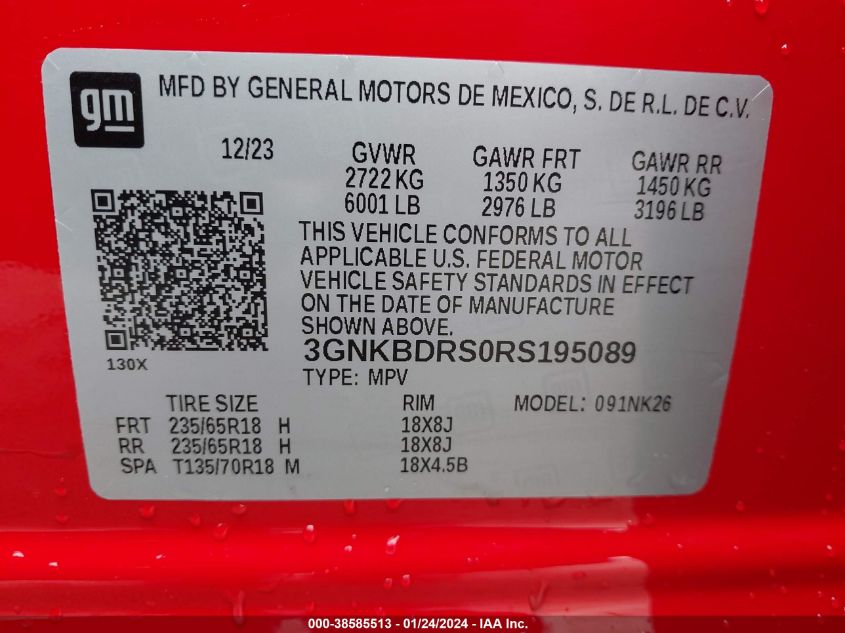 gm
MFD BY GENERAL MOTORS DE MEXICO, S. DE R.L. DE C.V.
12/23 GVWR GAWR FRT GAWR RR
2722 KG 1350 KG 1450 KG
6001 LB 2976 LB 3196 LB
THIS VEHICLE CONFORMS TO ALL
APPLICABLE U.S. FEDERAL MOTOR
VEHICLE SAFETY STANDARDS IN EFFECT
ON THE DATE OF MANUFACTURE
SHOWN ABOVE.
130X
3GNKBDRS0RS195089
TYPE: MPV
TIRE SIZE RIM MODEL: 091NK26
FRT 235/65R18 H 18X8J
RR 235/65R18 H 18X8J
SPA T135/70R18 M 18X4.5B
000-38585513 - 01/24/2024 - IAA Inc.